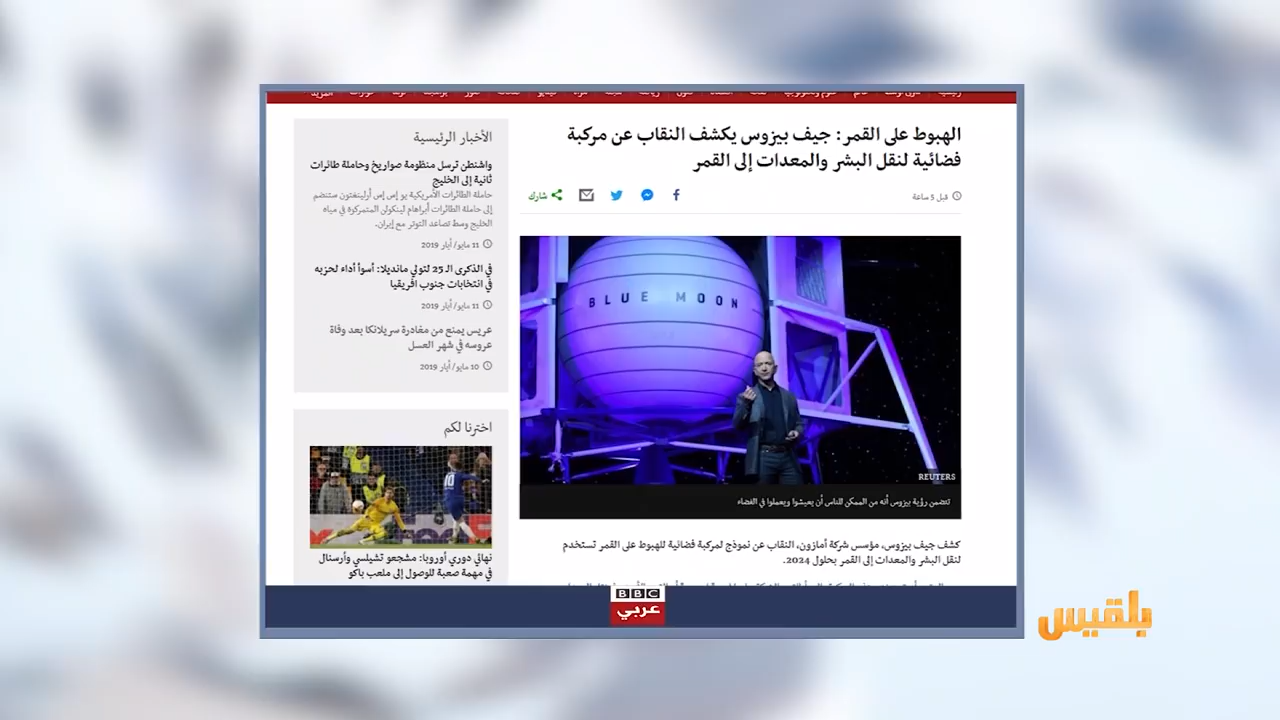 الهبوط على القمر: جيف بيزوس يكشف النقاب عن مركبة
فضائية لنقل البشر والمعدات إلى القمر
قبل 5 ساعة
شارك
BLUE MOON
REUTERS
تتضمن رؤية بيزوس أنه من الممكن للناس أن يعيشوا ويعملوا في الفضاء
كشف جيف بيزوس، مؤسس شركة أمازون، النقاب عن نموذج لمركبة فضائية للهبوط على القمر تستخدم
لنقل البشر والمعدات إلى القمر بحلول 2024.
الأخبار الرئيسية
واشنطن ترسل منظومة صواريخ وحاملة طائرات
ثانية إلى الخليج
حاملة الطائرات الأمريكية يو إس إس أرلينغتون ستنضم
إلى حاملة الطائرات أبراهام لينكولن المتمركزة في مياه
الخليج وسط تصاعد التوتر مع إيران.
11 مايو/ أيار 2019
في الذكرى الـ 25 لتولي مانديلا: أسوأ أداء لحزبه
في انتخابات جنوب افريقيا
11 مايو/ أيار 2019
عريس يمنع من مغادرة سريلانكا بعد وفاة
عروسه في شهر العسل
10 مايو/ أيار 2019
اخترنا لكم
10
نهائي دوري أوروبا: مشجعو تشيلسي وأرسنال
في مهمة صعبة للوصول إلى ملعب باكو
BBC
عربي
بلقيس